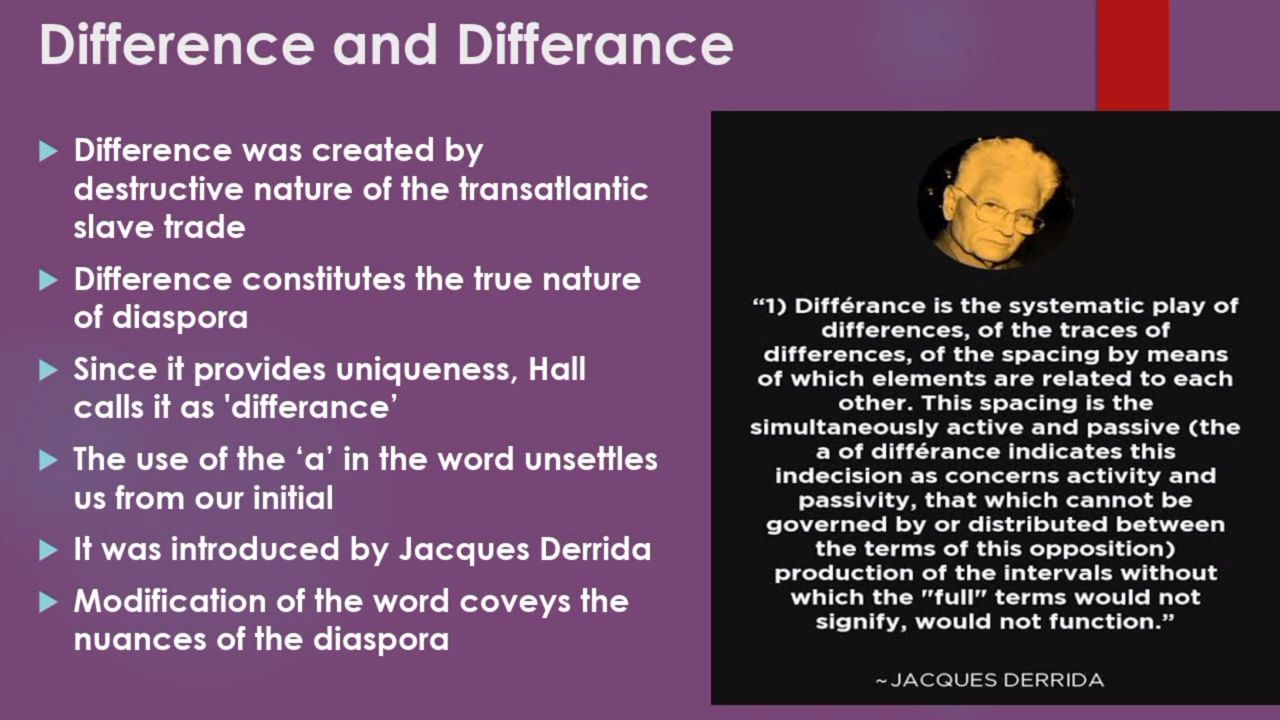 Difference and Differance
Difference was created by
destructive nature of the transatlantic
slave trade
Difference constitutes the true nature
of diaspora
Since it provides uniqueness, Hall
calls it as 'differance’
The use of the ‘a’ in the word unsettles
us from our initial
It was introduced by Jacques Derrida
Modification of the word coveys the
nuances of the diaspora
“1) Différance is the systematic play of
differences, of the traces of
differences, of the spacing by means
of which elements are related to each
other. This spacing is the
simultaneously active and passive (the
a of différance indicates this
indecision as concerns activity and
passivity, that which cannot be
governed by or distributed between
the terms of this opposition)
production of the intervals without
which the "full" terms would not
signify, would not function.”
~JACQUES DERRIDA